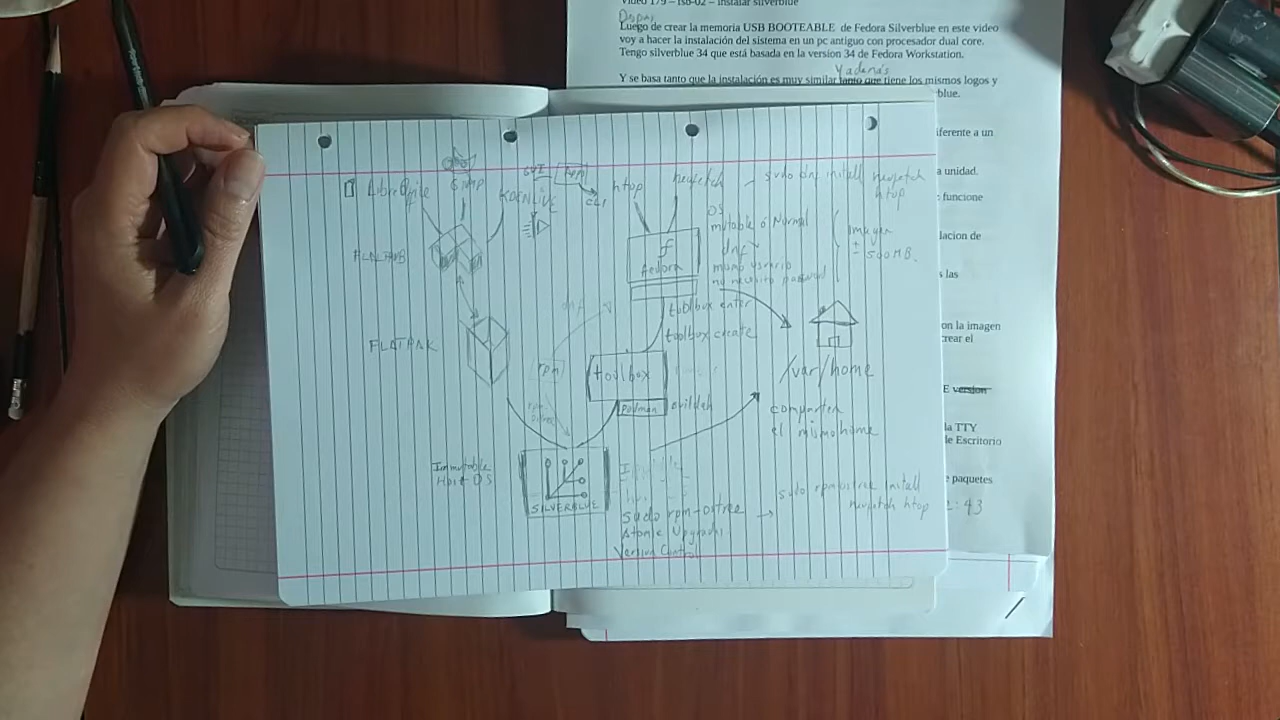 Video 179 – fsb-02 – Instalar silverblue
Luego de crear la memoria USB BOOTEABLE de Fedora Silverblue en este video
voy a hacer la instalación del sistema en un pc antiguo con procesador dual core.
Tengo silverblue 34 que está basada en la version 34 de Fedora Workstation.
Y además
Y se basa tanto que la instalación es muy similar tanto que tiene los mismos logos y
blue.
iferente a un
a unidad.
funcione
lacion de
las
on la imagen
rear el
E version
la TTY
de Escritorio
paquetes
: 43
LibreOffice
GIMP
KDENLIVE
GUI
rpm
CLI
htop
neofetch
sudo dnf install neofetch
htop
FLATHUB
f
fedora
OS
mutable o Normal
dnf
mismo usuario
no necesito password
Imagen
± 500MB.
dnf
toolbox enter
toolbox create
FLATPAK
rpm
toolbox
podman
buildah
/var/home
comparten
el mismo home
Inmutable
Host OS
SILVERBLUE
sudo rpm-ostree
Atomic Upgrades
Version Control
sudo rpm-ostree install
neofetch htop